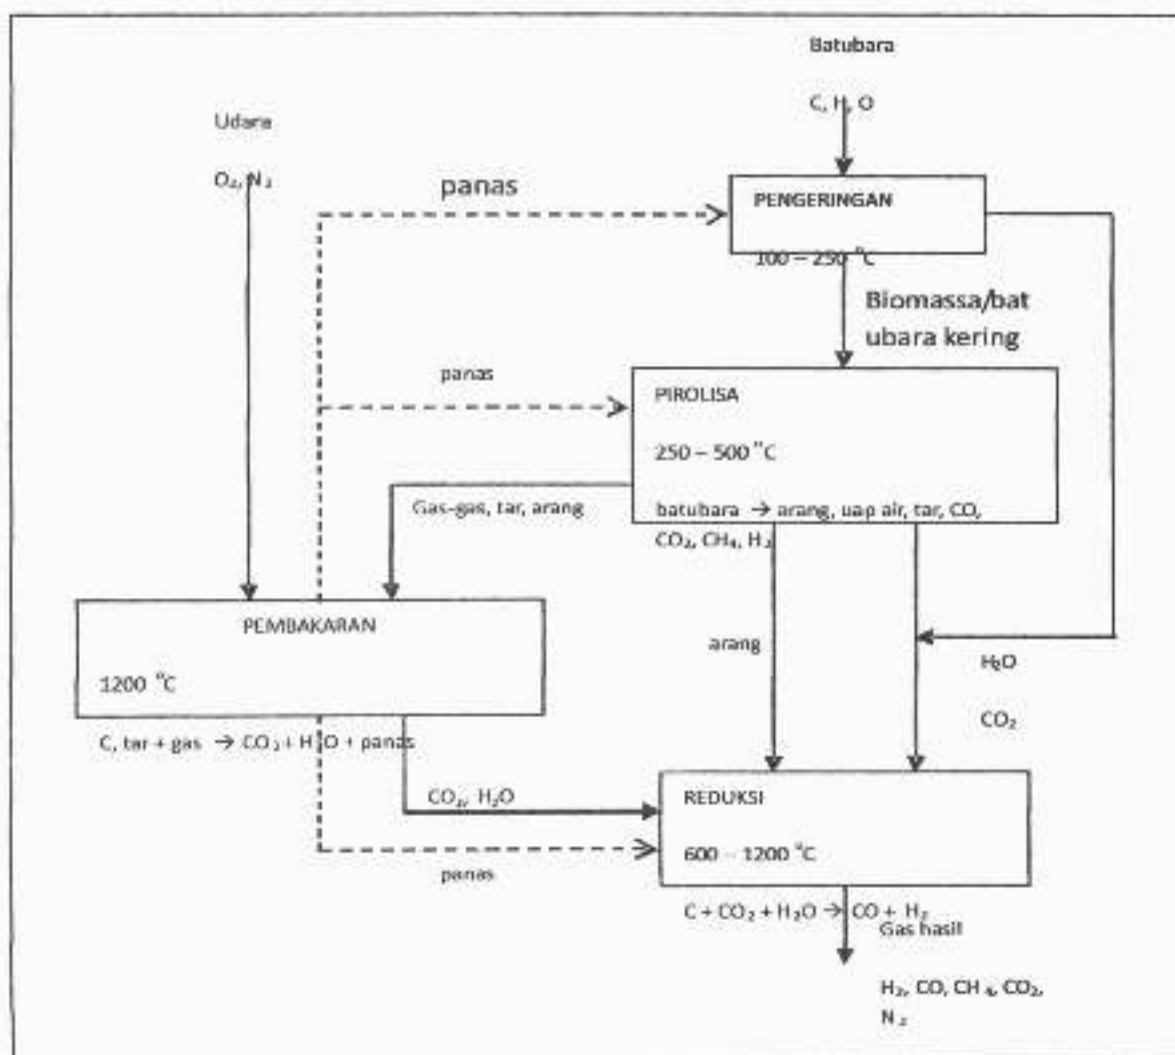 Batubara
C, H, O
Udara
O₂, N₂
panas
PENGERINGAN
100 – 250 °C
Biomassa/bat
ubara kering
panas
PIROLISA
250 – 500 °C
batubara → arang, uap air, tar, CO,
CO₂, CH₄, H₂
Gas-gas, tar, arang
PEMBAKARAN
1200 °C
C, tar + gas → CO₂ + H₂O + panas
arang
H₂O
CO₂
CO₂, H₂O
REDUKSI
600 – 1200 °C
panas
C + CO₂ + H₂O → CO + H₂
Gas hasil
H₂, CO, CH₄, CO₂,
N₂